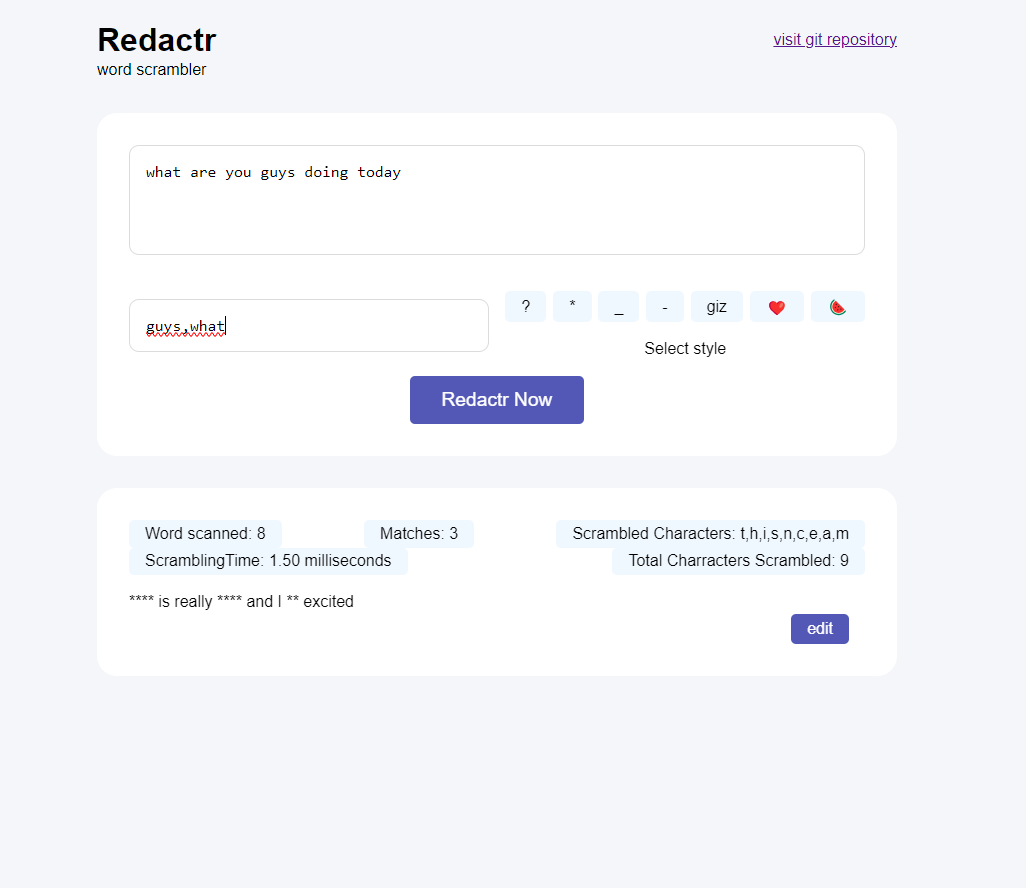 Redactr
visit git repository
word scrambler
what are you guys doing today
guys,what
? * _ - giz ❤️ 🍉
Select style
Redactr Now
Word scanned: 8 Matches: 3 Scrambled Characters: t,h,i,s,n,c,e,a,m
ScramblingTime: 1.50 milliseconds Total Charracters Scrambled: 9
**** is really **** and I ** excited
edit